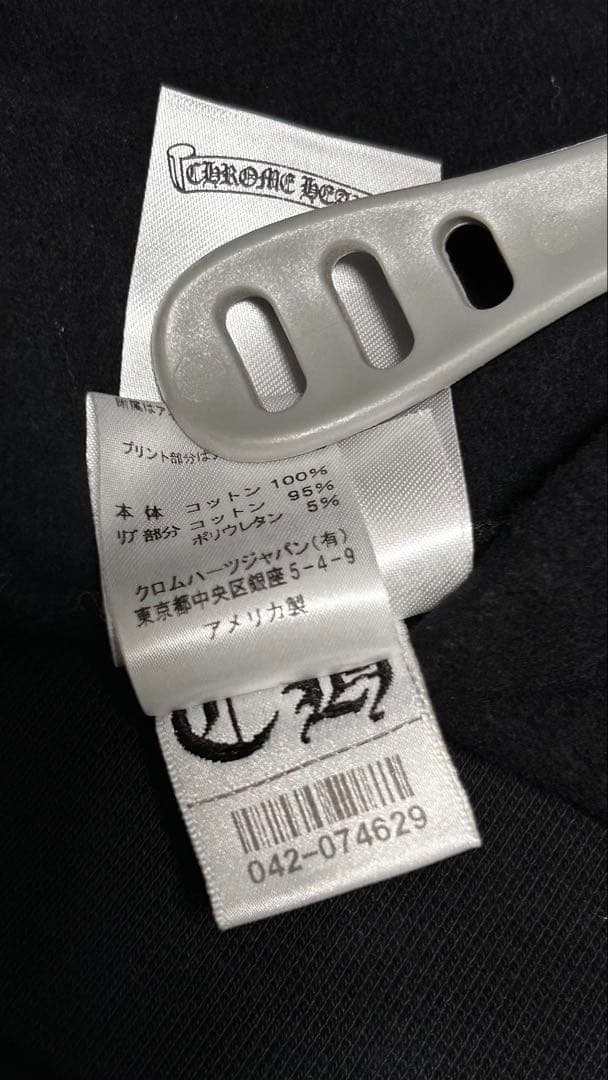 CHROME HEA
プリント部分は
本体 コットン 100%
リブ部分 コットン 95%
ポリウレタン 5%
クロムハーツジャパン(有)
東京都中央区銀座5-4-9
アメリカ製
CH
042-074629